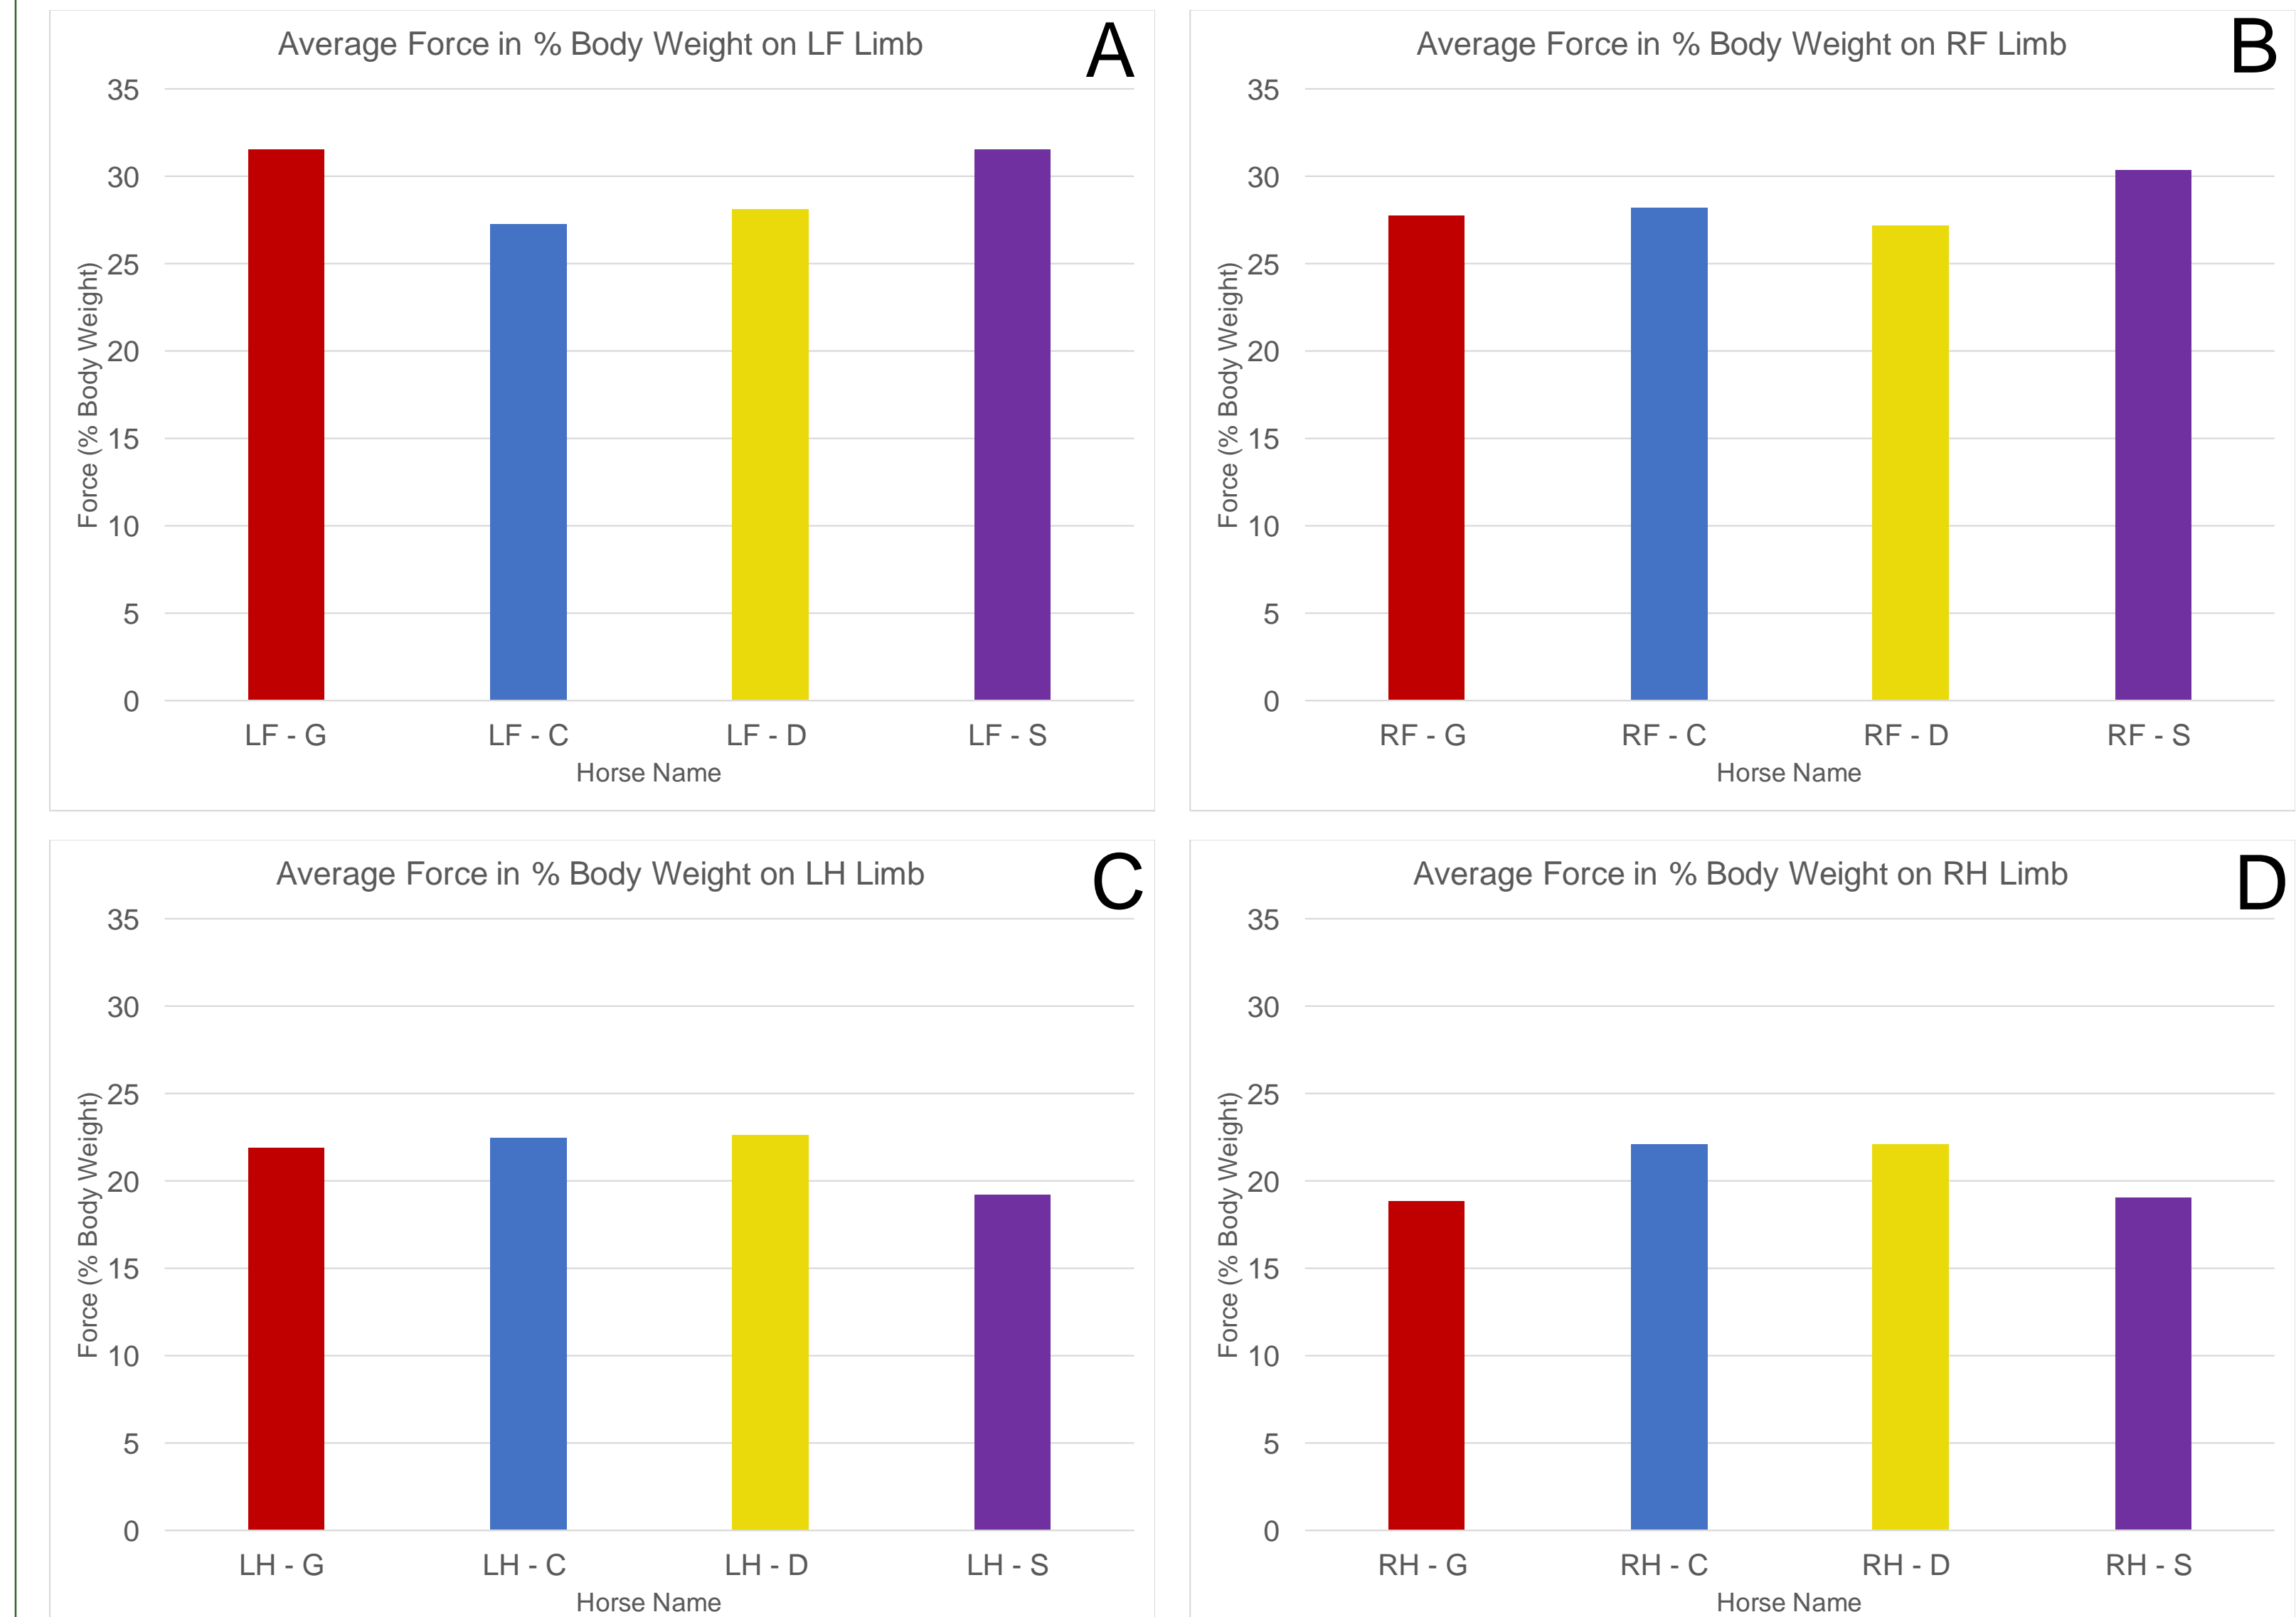 Average Force in % Body Weight on LF Limb
A
35
30
25
20
15
10
5
0
Force (% Body Weight)
LF - G
LF - C
LF - D
LF - S
Horse Name
Average Force in % Body Weight on RF Limb
B
35
30
25
20
15
10
5
0
Force (% Body Weight)
RF - G
RF - C
RF - D
RF - S
Horse Name
Average Force in % Body Weight on LH Limb
C
35
30
25
20
15
10
5
0
Force (% Body Weight)
LH - G
LH - C
LH - D
LH - S
Horse Name
Average Force in % Body Weight on RH Limb
D
35
30
25
20
15
10
5
0
Force (% Body Weight)
RH - G
RH - C
RH - D
RH - S
Horse Name